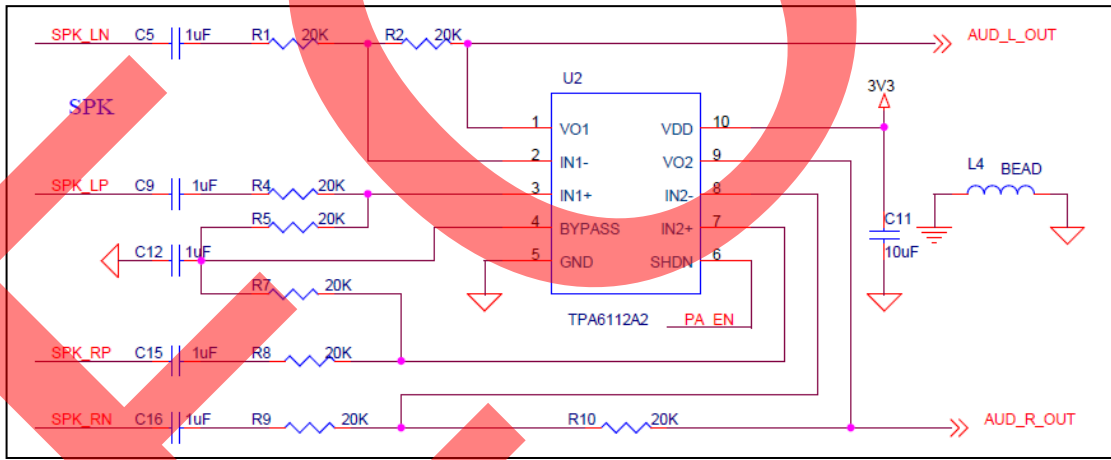 SPK_LN C5 1uF R1 20K R2 20K AUD_L_OUT
U2
SPK
3V3
1 VO1 VDD 10
2 IN1- VO2 9
L4 BEAD
SPK_LP C9 1uF R4 20K 3 IN1+ IN2- 8
R5 20K 4 BYPASS IN2+ 7 C11
C12 1uF 5 GND SHDN 6 10uF
R7 20K
TPA6112A2 PA_EN
SPK_RP C15 1uF R8 20K
SPK_RN C16 1uF R9 20K R10 20K AUD_R_OUT